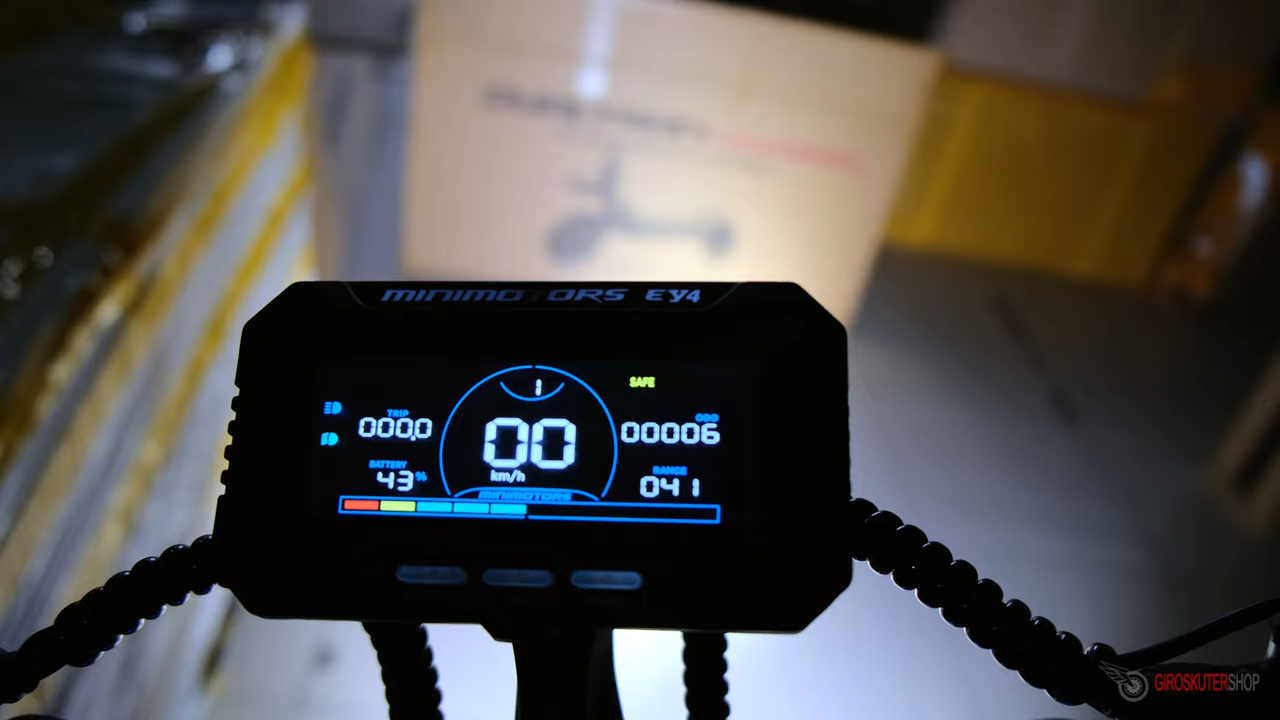 MINIMOTORS EY4
1
SAFE
TRIP
000,0
ODO
00006
00
km/h
BATTERY
43%
RANGE
041
MINIMOTORS
GIROSKUTERSHOP